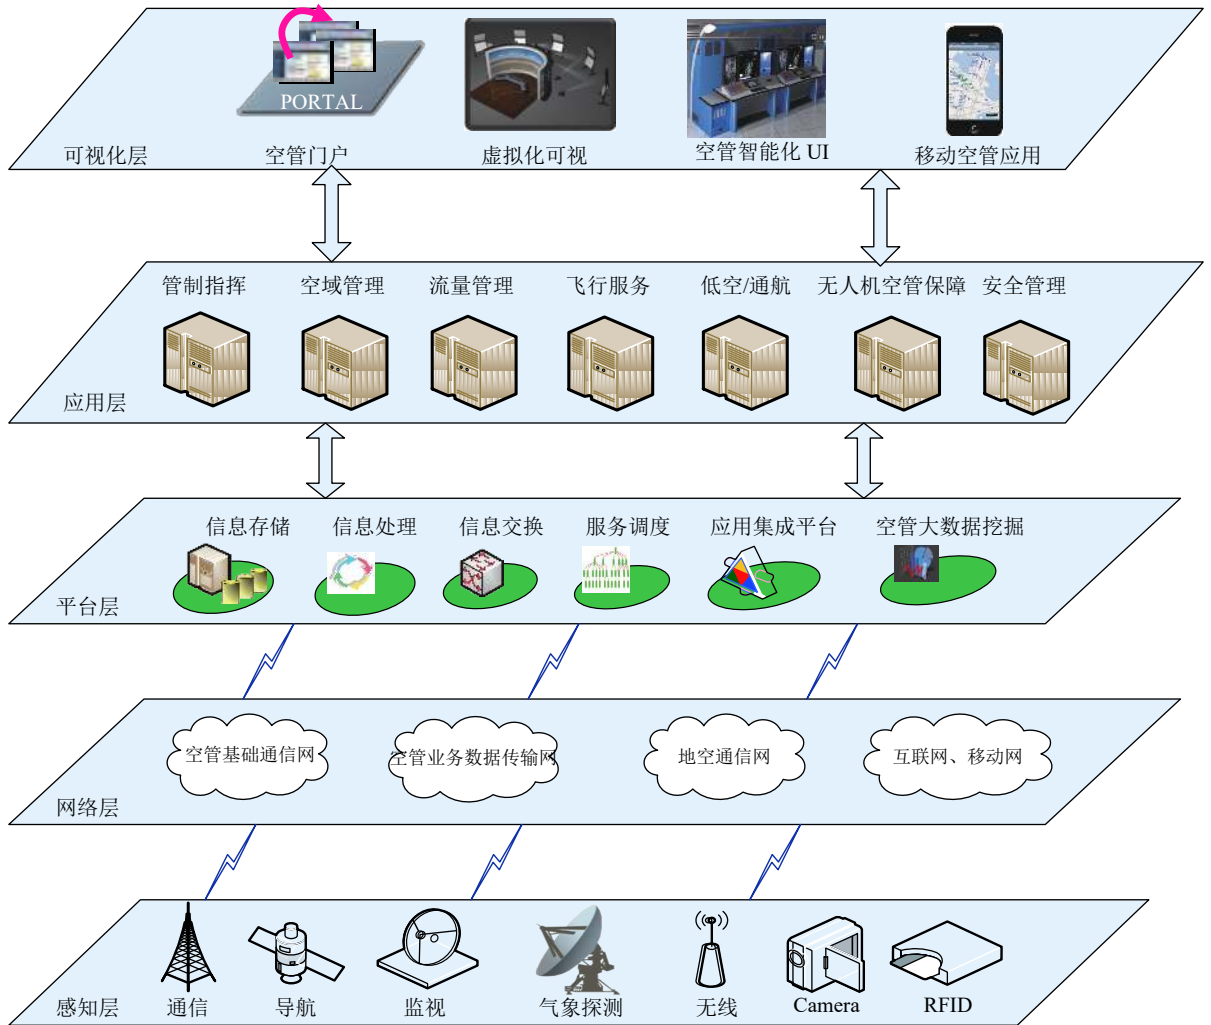 PORTAL
可视化层
空管门户
虚拟化可视
空管智能化 UI
移动空管应用
管制指挥
空域管理
流量管理
飞行服务
低空/通航
无人机空管保障
安全管理
应用层
信息存储
信息处理
信息交换
服务调度
应用集成平台
空管大数据挖掘
平台层
空管基础通信网
空管业务数据传输网
地空通信网
互联网、移动网
网络层
感知层
通信
导航
监视
气象探测
无线
Camera
RFID